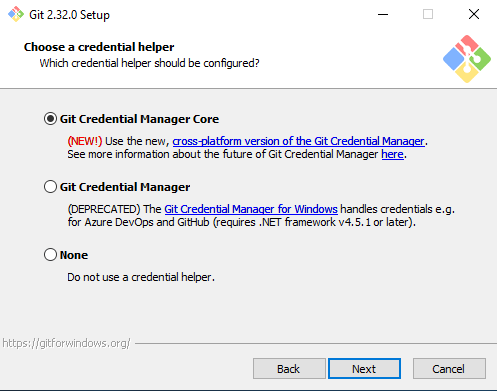 Git 2.32.0 Setup
Choose a credential helper
Which credential helper should be configured?
Git Credential Manager Core
(NEW!) Use the new, cross-platform version of the Git Credential Manager.
See more information about the future of Git Credential Manager here.
Git Credential Manager
(DEPRECATED) The Git Credential Manager for Windows handles credentials e.g.
for Azure DevOps and GitHub (requires .NET framework v4.5.1 or later).
None
Do not use a credential helper.
https://gitforwindows.org/
Back
Next
Cancel